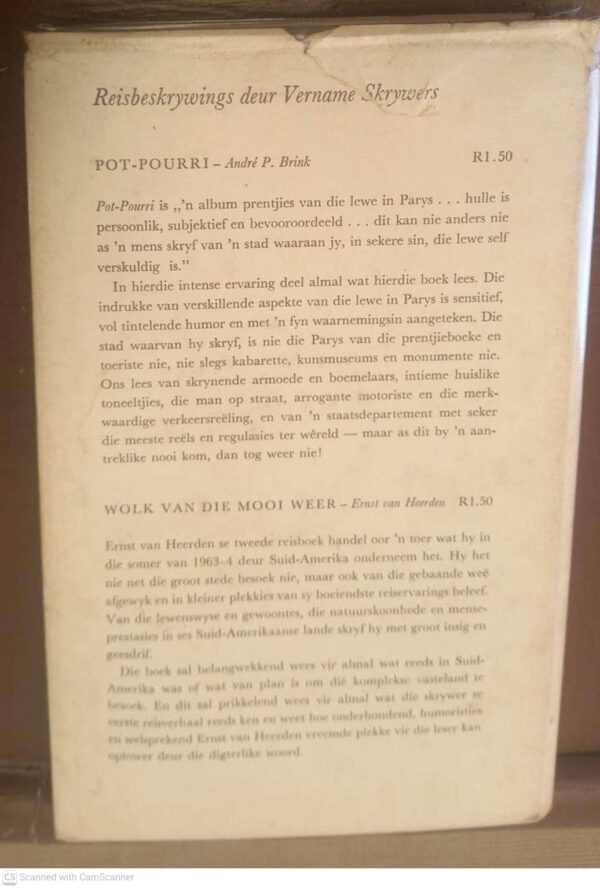 Reisbeskrywings deur Vername Skrywers
POT-POURRI – André P. Brink R1.50
Pot-Pourri is „’n album prentjies van die lewe in Parys . . . hulle is
persoonlik, subjektief en bevooroordeeld . . . dit kan nie anders nie
as ’n mens skryf van ’n stad waaraan jy, in sekere sin, die lewe self
verskuldig is.”
In hierdie intense ervaring deel almal wat hierdie boek lees. Die
indrukke van verskillende aspekte van die lewe in Parys is sensitief,
vol tintelende humor en met ’n fyn waarnemingsin aangeteken. Die
stad waarvan hy skryf, is nie die Parys van die prentjieboeke en
toeriste nie, nie slegs kabarette, kunsmuseums en monumente nie.
Ons lees van skrynende armoede en boemelaars, intieme huislike
toneeltjies, die man op straat, arrogante motoriste en die merk-
waardige verkeersreëling, en van ’n staatsdepartement met seker
die meeste reëls en regulasies ter wêreld — maar as dit by ’n aan-
treklike nooi kom, dan tog weer nie!
WOLK VAN DIE MOOI WEER – Ernst van Heerden R1.50
Ernst van Heerden se tweede reisboek handel oor ’n toer wat hy in
die somer van 1963–4 deur Suid-Amerika onderneem het. Hy het
nie net die groot stede besoek nie, maar ook van die gebaande weë
afgewyk en in kleiner plekkies van sy boeiendste reiservarings beleef.
Van die lewenswyse en gewoontes, die natuurskoonhede en mense-
prestasies in ses Suid-Amerikaanse lande skryf hy met groot insig en
geesdrif.
Die boek sal belangwekkend wees vir almal wat reeds in Suid-
Amerika was of wat van plan is om dié komplekse vasteland te
besoek. En dit sal prikkelend wees vir almal wat die skrywer se
eerste reisverhaal reeds ken en weet hoe onderhoudend, humoristies
en welsprekend Ernst van Heerden vreemde plekke vir die leser kan
optower deur die digterlike woord.
CS Scanned with CamScanner